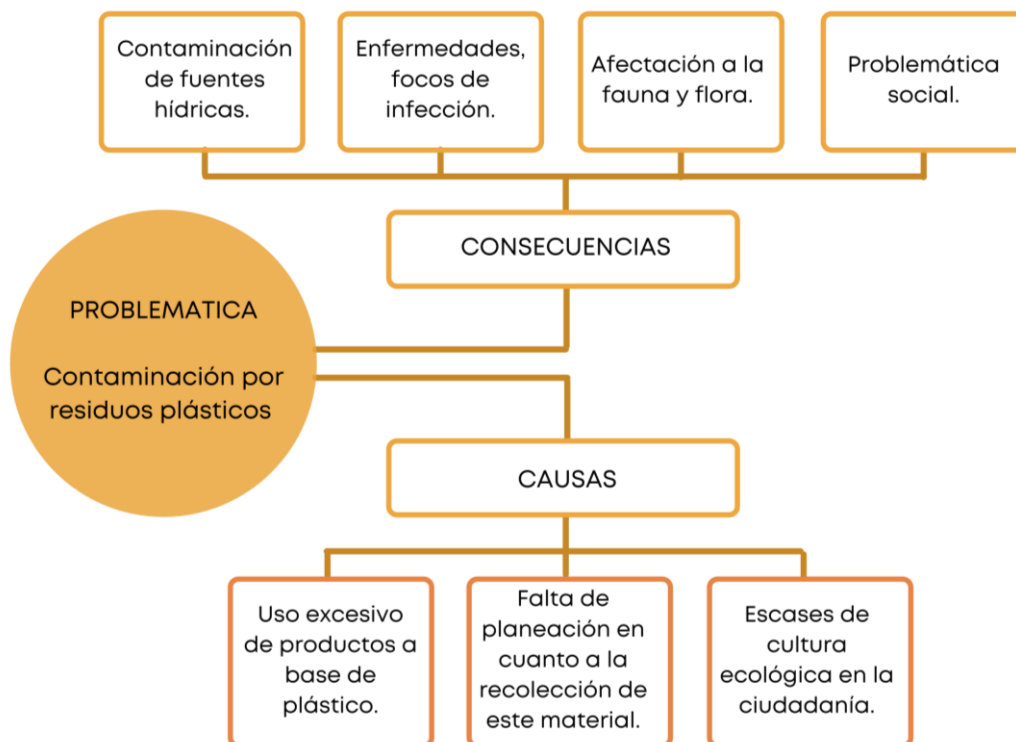 Contaminación
de fuentes
hídricas.
Enfermedades,
focos de
infección.
Afectación a la
fauna y flora.
Problemática
social.
CONSECUENCIAS
PROBLEMATICA
Contaminación por
residuos plásticos
CAUSAS
Uso excesivo
de productos a
base de
plástico.
Falta de
planeación en
cuanto a la
recolección de
este material.
Escases de
cultura
ecológica en la
ciudadanía.